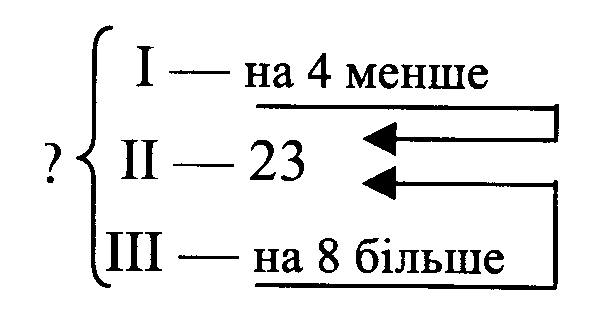 I — на 4 менше
? II — 23
III — на 8 більше